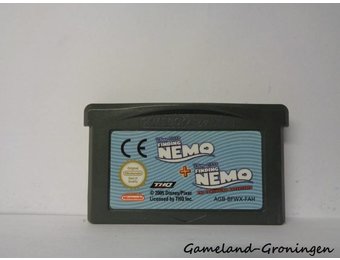 FINDING
NEMO
+
FINDING
NEMO
CE
Nintendo
THQ
© 2005 Disney/Pixar
Licensed by THQ Inc.
AGB-BFWX-FAH
Gameland-Groningen